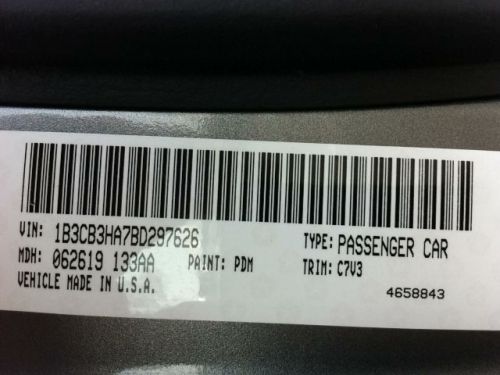 VIN: 1B3CB3HA7BD297626 TYPE: PASSENGER CAR
MDH: 062619 133AA PAINT: PDM TRIM: C7V3
VEHICLE MADE IN U.S.A.
4658843